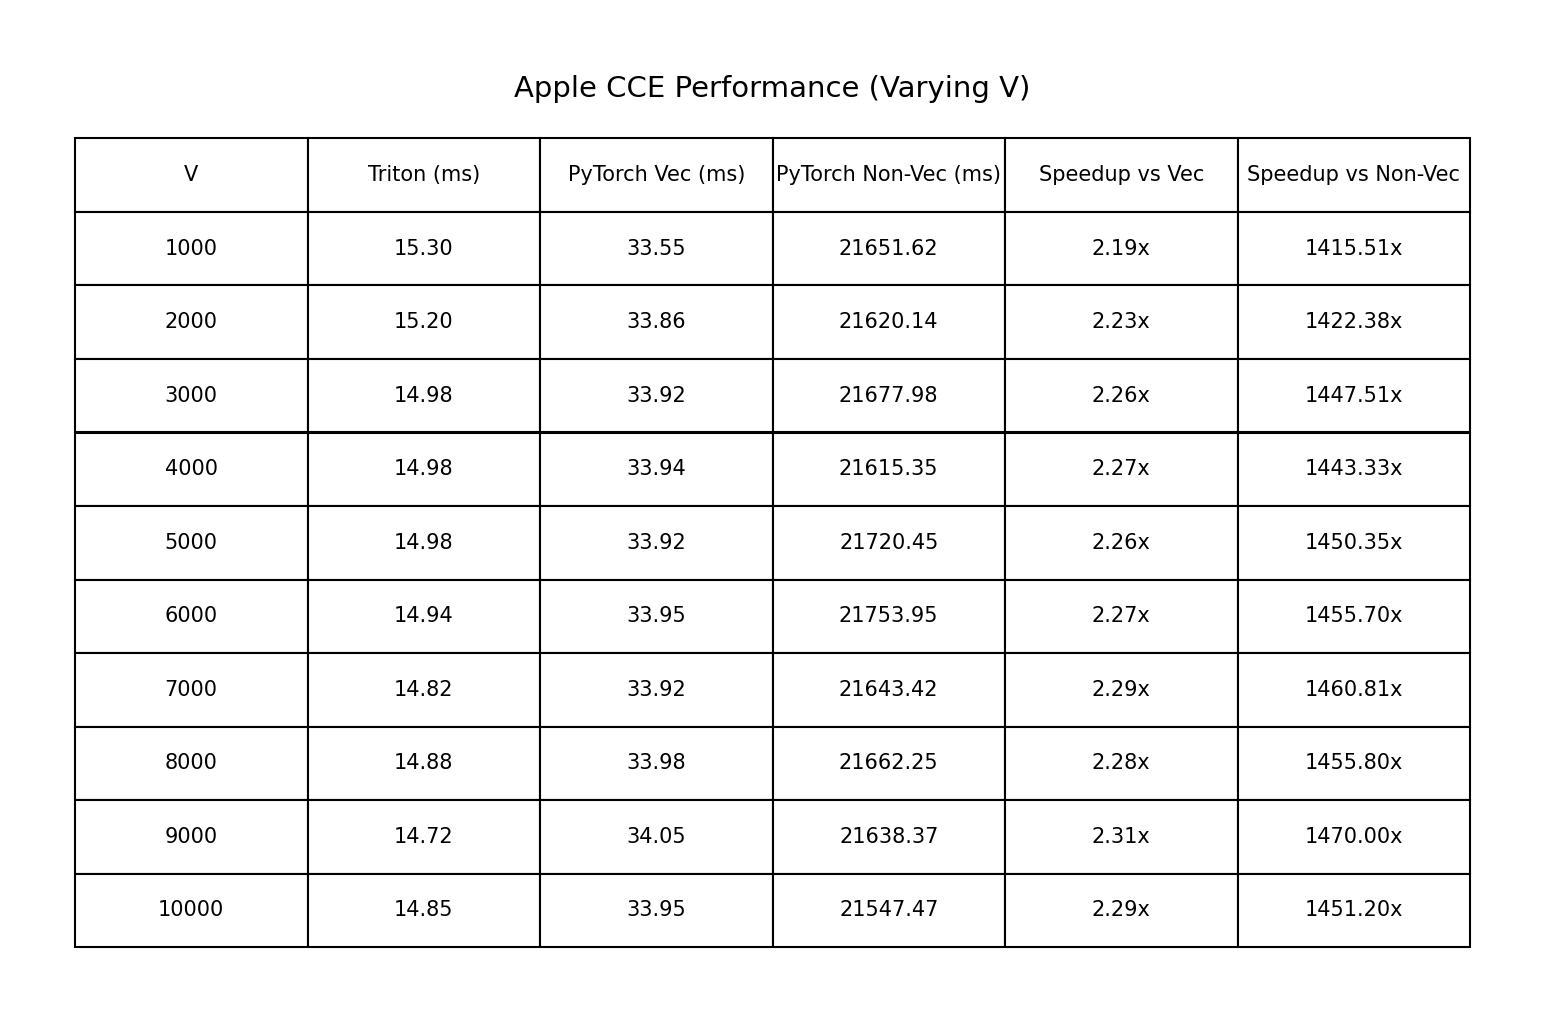 Apple CCE Performance (Varying V)
V Triton (ms) PyTorch Vec (ms) PyTorch Non-Vec (ms) Speedup vs Vec Speedup vs Non-Vec
1000 15.30 33.55 21651.62 2.19x 1415.51x
2000 15.20 33.86 21620.14 2.23x 1422.38x
3000 14.98 33.92 21677.98 2.26x 1447.51x
4000 14.98 33.94 21615.35 2.27x 1443.33x
5000 14.98 33.92 21720.45 2.26x 1450.35x
6000 14.94 33.95 21753.95 2.27x 1455.70x
7000 14.82 33.92 21643.42 2.29x 1460.81x
8000 14.88 33.98 21662.25 2.28x 1455.80x
9000 14.72 34.05 21638.37 2.31x 1470.00x
10000 14.85 33.95 21547.47 2.29x 1451.20x